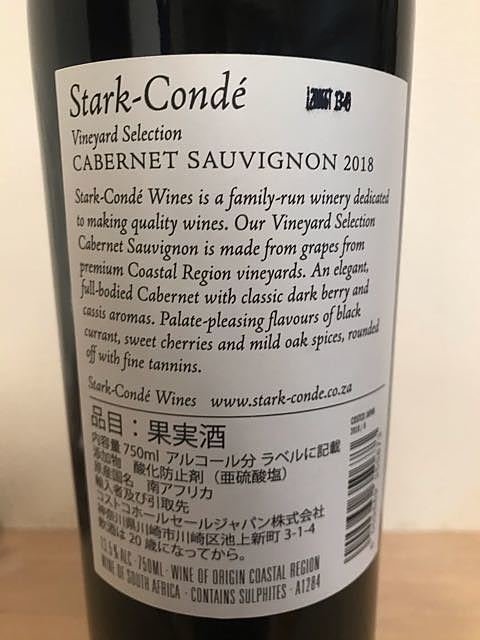 Stark-Condé
Vineyard Selection
CABERNET SAUVIGNON 2018
Stark-Condé Wines is a family-run winery dedicated
to making quality wines. Our Vineyard Selection
Cabernet Sauvignon is made from grapes from
premium Coastal Region vineyards. An elegant,
full-bodied Cabernet with classic dark berry and
cassis aromas. Palate-pleasing flavours of black
currant, sweet cherries and mild oak spices, rounded
off with fine tannins.
Stark-Condé Wines www.stark-conde.co.za
品目：果実酒
内容量 750ml アルコール分 ラベルに記載
添加物 酸化防止剤（亜硫酸塩）
原産国名 南アフリカ
輸入者及び引取先
コストコホールセールジャパン株式会社
神奈川県川崎市川崎区池上新町 3-1-4
飲酒は 20 歳になってから。
13.5% ALC · 750ML · WINE OF ORIGIN COASTAL REGION
WINE OF SOUTH AFRICA · CONTAINS SULPHITES · A1284